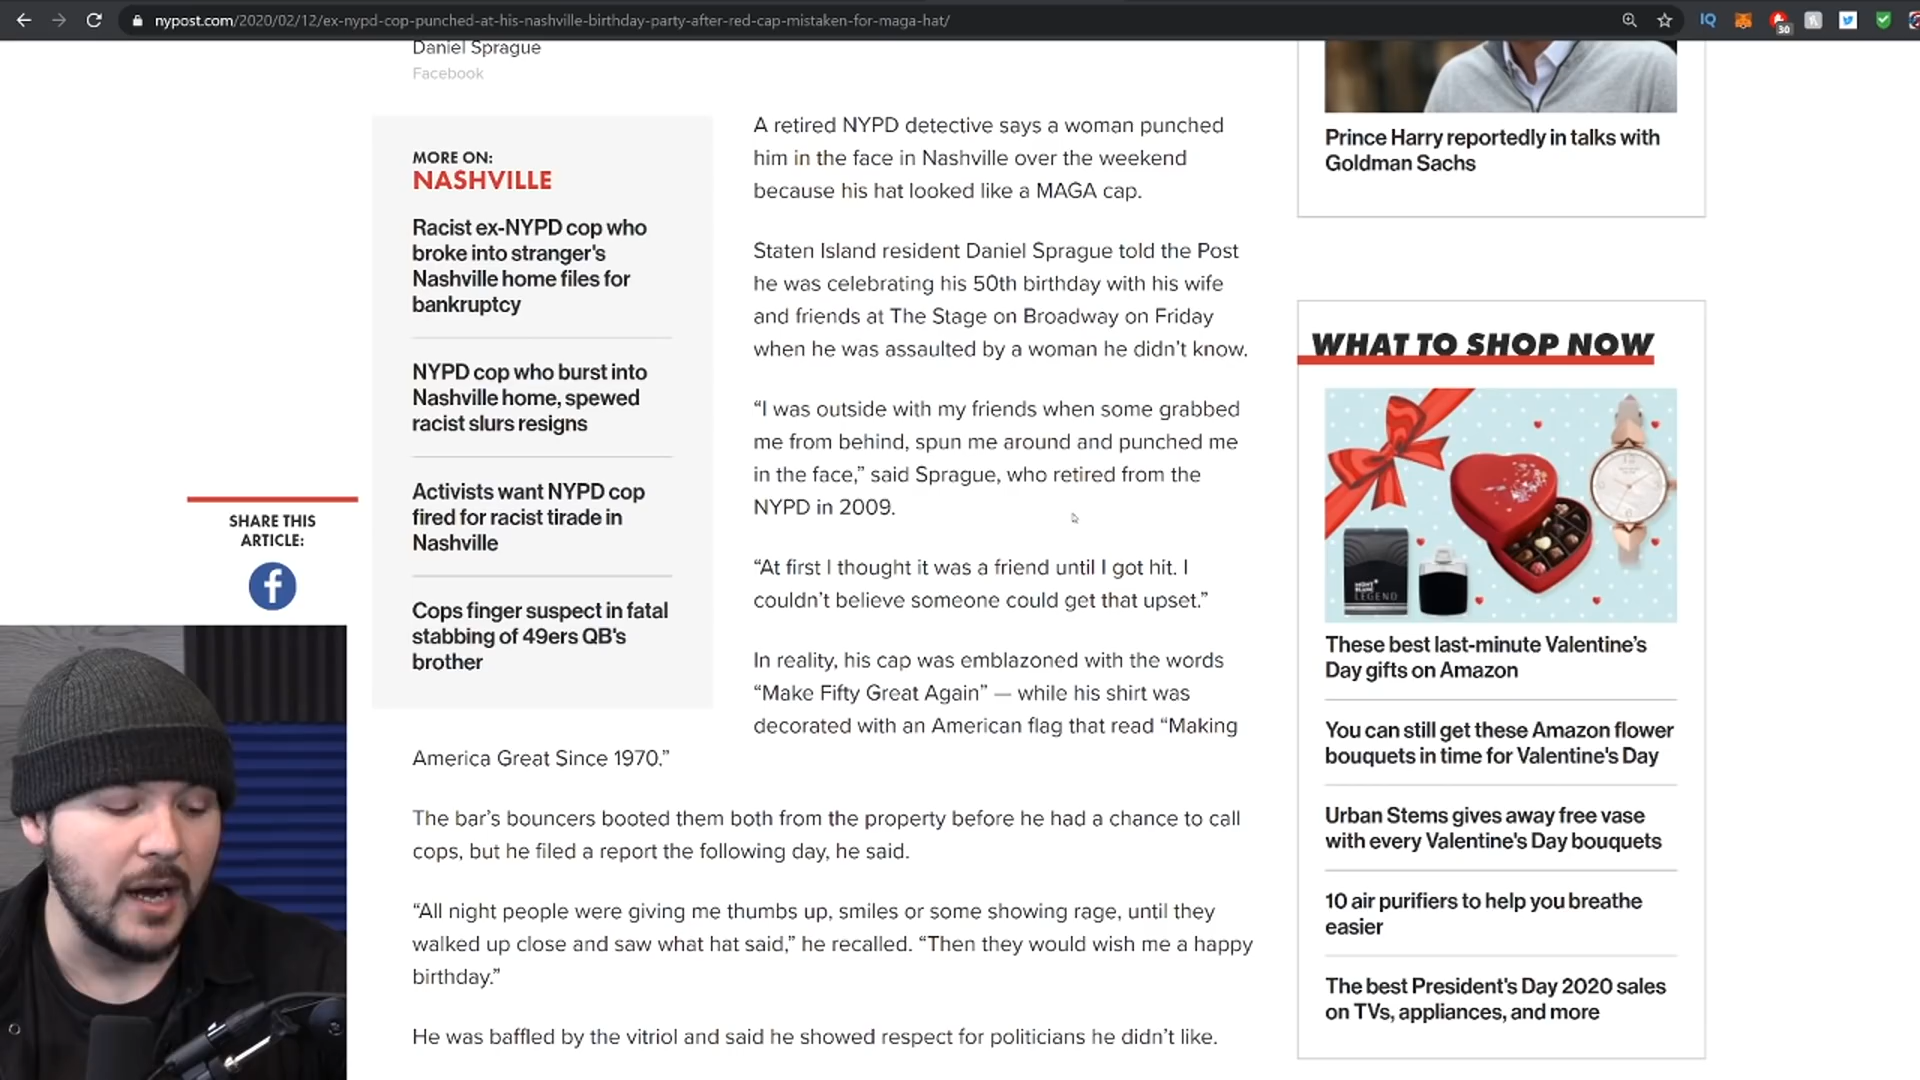 nypost.com/2020/02/12/ex-nypd-cop-punched-at-his-nashville-birthday-party-after-red-cap-mistaken-for-maga-hat/
IQ
30
Daniel Sprague
Facebook
MORE ON:
NASHVILLE
Racist ex-NYPD cop who
broke into stranger's
Nashville home files for
bankruptcy
NYPD cop who burst into
Nashville home, spewed
racist slurs resigns
Activists want NYPD cop
fired for racist tirade in
Nashville
Cops finger suspect in fatal
stabbing of 49ers QB's
brother
SHARE THIS
ARTICLE:
A retired NYPD detective says a woman punched
him in the face in Nashville over the weekend
because his hat looked like a MAGA cap.
Staten Island resident Daniel Sprague told the Post
he was celebrating his 50th birthday with his wife
and friends at The Stage on Broadway on Friday
when he was assaulted by a woman he didn’t know.
“I was outside with my friends when some grabbed
me from behind, spun me around and punched me
in the face,” said Sprague, who retired from the
NYPD in 2009.
“At first I thought it was a friend until I got hit. I
couldn’t believe someone could get that upset.”
In reality, his cap was emblazoned with the words
“Make Fifty Great Again” — while his shirt was
decorated with an American flag that read “Making
America Great Since 1970.”
The bar’s bouncers booted them both from the property before he had a chance to call
cops, but he filed a report the following day, he said.
“All night people were giving me thumbs up, smiles or some showing rage, until they
walked up close and saw what hat said,” he recalled. “Then they would wish me a happy
birthday.”
He was baffled by the vitriol and said he showed respect for politicians he didn’t like.
Prince Harry reportedly in talks with
Goldman Sachs
WHAT TO SHOP NOW
MONT
BLANC
LEGEND
These best last-minute Valentine’s
Day gifts on Amazon
You can still get these Amazon flower
bouquets in time for Valentine's Day
Urban Stems gives away free vase
with every Valentine's Day bouquets
10 air purifiers to help you breathe
easier
The best President's Day 2020 sales
on TVs, appliances, and more